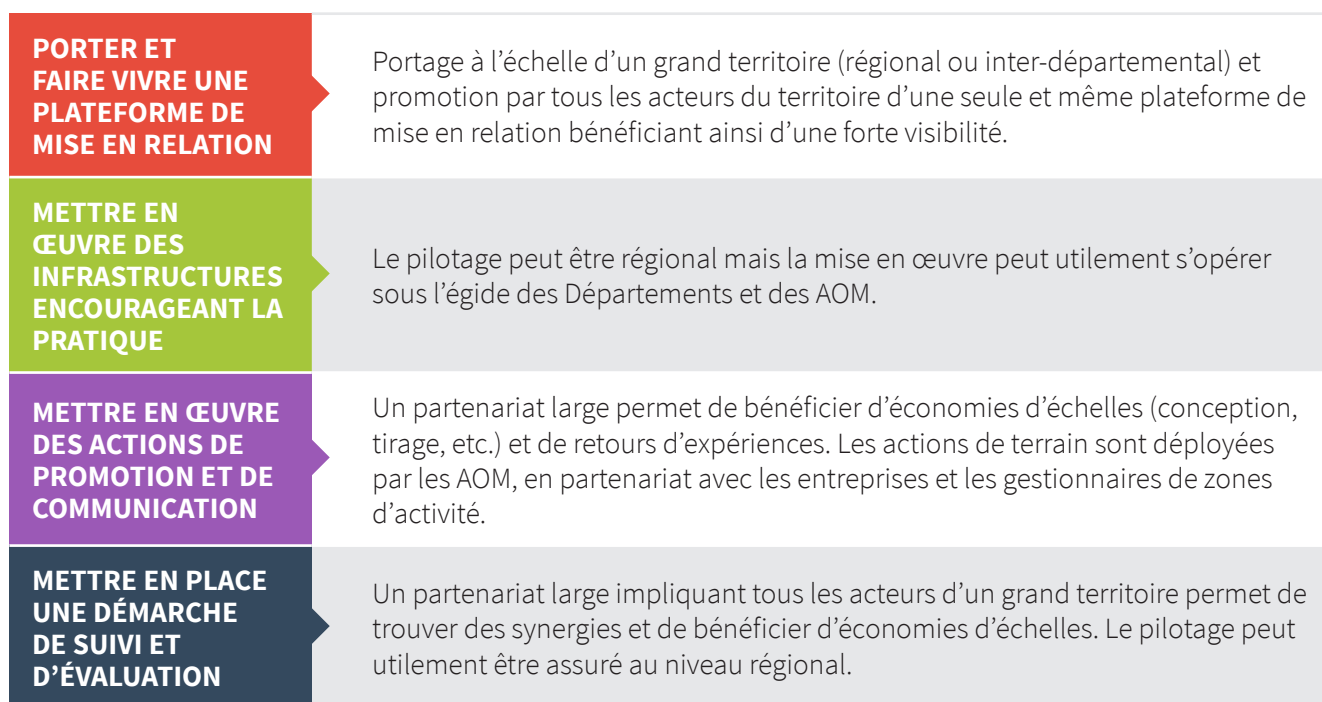 PORTER ET
FAIRE VIVRE UNE
PLATEFORME DE
MISE EN RELATION
Portage à l’échelle d’un grand territoire (régional ou inter-départemental) et
promotion par tous les acteurs du territoire d’une seule et même plateforme de
mise en relation bénéficiant ainsi d’une forte visibilité.
METTRE EN
ŒUVRE DES
INFRASTRUCTURES
ENCOURAGEANT LA
PRATIQUE
Le pilotage peut être régional mais la mise en œuvre peut utilement s’opérer
sous l’égide des Départements et des AOM.
METTRE EN ŒUVRE
DES ACTIONS DE
PROMOTION ET DE
COMMUNICATION
Un partenariat large permet de bénéficier d’économies d’échelles (conception,
tirage, etc.) et de retours d’expériences. Les actions de terrain sont déployées
par les AOM, en partenariat avec les entreprises et les gestionnaires de zones
d’activité.
METTRE EN PLACE
UNE DÉMARCHE
DE SUIVI ET
D’ÉVALUATION
Un partenariat large impliquant tous les acteurs d’un grand territoire permet de
trouver des synergies et de bénéficier d’économies d’échelles. Le pilotage peut
utilement être assuré au niveau régional.